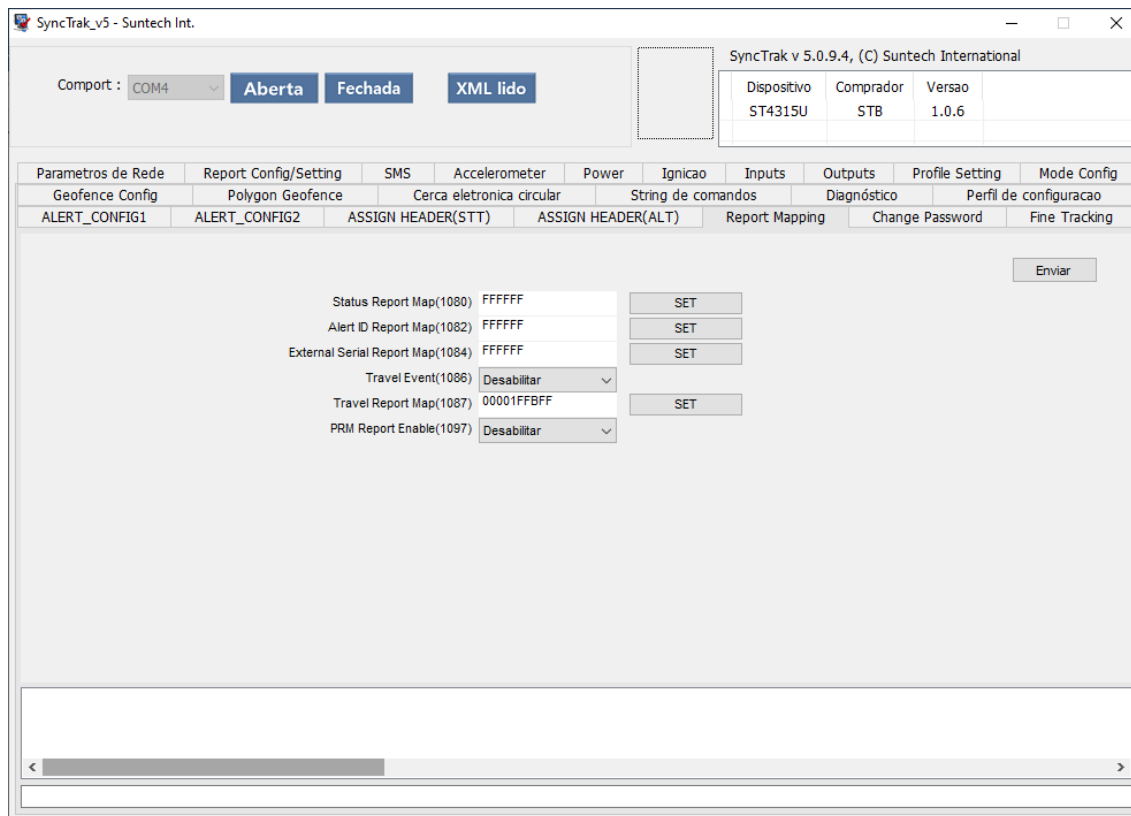 SyncTrak_v5 - Suntech Int.
SyncTrak v 5.0.9.4, (C) Suntech International
Comport : COM4 Aberta Fechada XML lido
Dispositivo Comprador Versao
ST4315U STB 1.0.6
Parametros de Rede Report Config/Setting SMS Accelerometer Power Ignicao Inputs Outputs Profile Setting Mode Config
Geofence Config Polygon Geofence Cerca eletronica circular String de comandos Diagnóstico Perfil de configuracao
ALERT_CONFIG1 ALERT_CONFIG2 ASSIGN HEADER(STT) ASSIGN HEADER(ALT) Report Mapping Change Password Fine Tracking
Enviar
Status Report Map(1080) FFFFFF SET
Alert ID Report Map(1082) FFFFFF SET
External Serial Report Map(1084) FFFFFF SET
Travel Event(1086) Desabilitar
Travel Report Map(1087) 00001FFBFF SET
PRM Report Enable(1097) Desabilitar